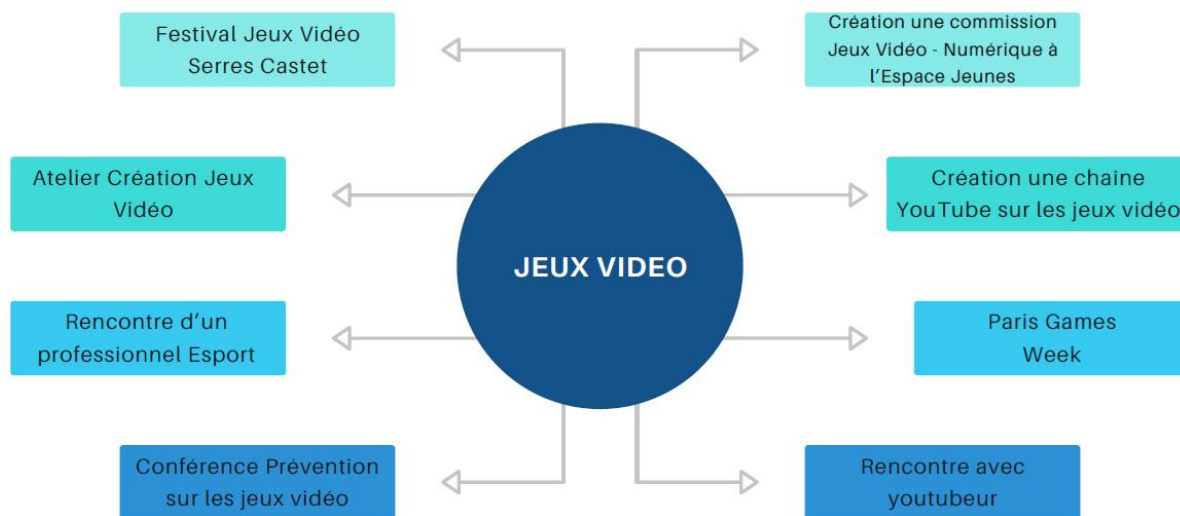 Festival Jeux Vidéo
Serres Castet
Création une commission
Jeux Vidéo - Numérique à
l'Espace Jeunes
Atelier Création Jeux
Vidéo
Création une chaîne
YouTube sur les jeux vidéo
JEUX VIDEO
Rencontre d'un
professionnel Esport
Paris Games
Week
Conférence Prévention
sur les jeux vidéo
Rencontre avec
youtubeur